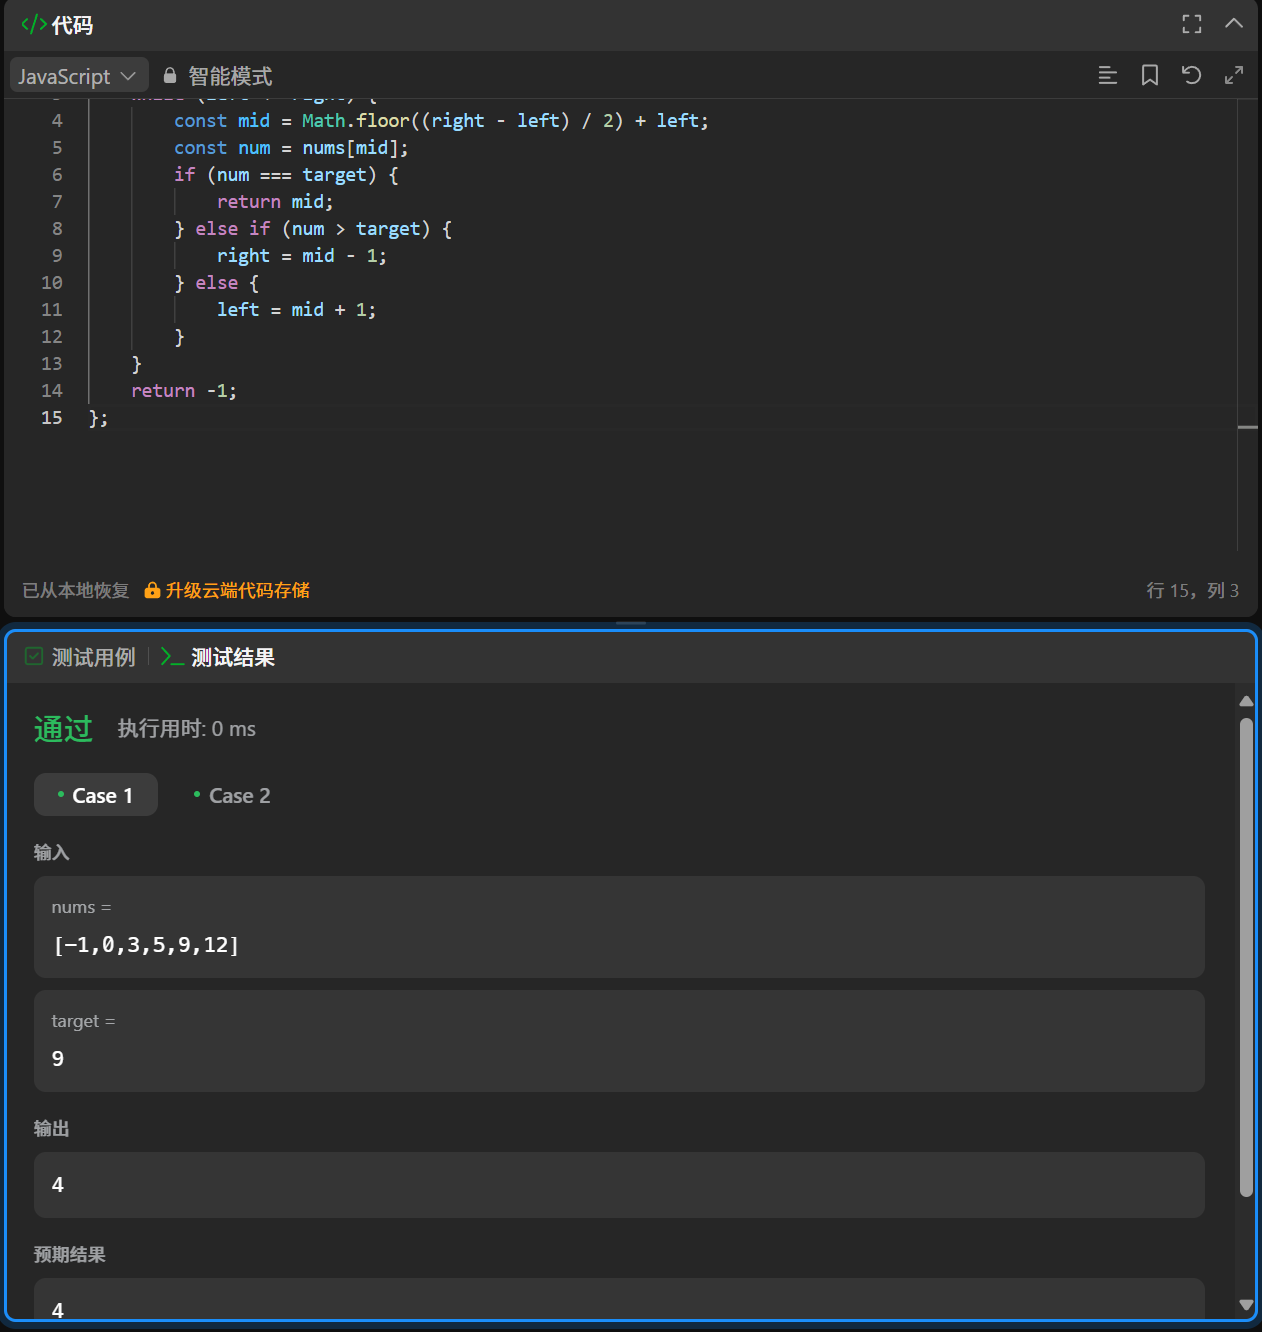 </> 代码
JavaScript 智能模式
4 const mid = Math.floor((right - left) / 2) + left;
5 const num = nums[mid];
6 if (num === target) {
7 return mid;
8 } else if (num > target) {
9 right = mid - 1;
10 } else {
11 left = mid + 1;
12 }
13 }
14 return -1;
15 };
已从本地恢复 升级云端代码存储 行 15，列 3
测试用例 >_ 测试结果
通过 执行用时: 0 ms
• Case 1 • Case 2
输入
nums =
[-1,0,3,5,9,12]
target =
9
输出
4
预期结果
4